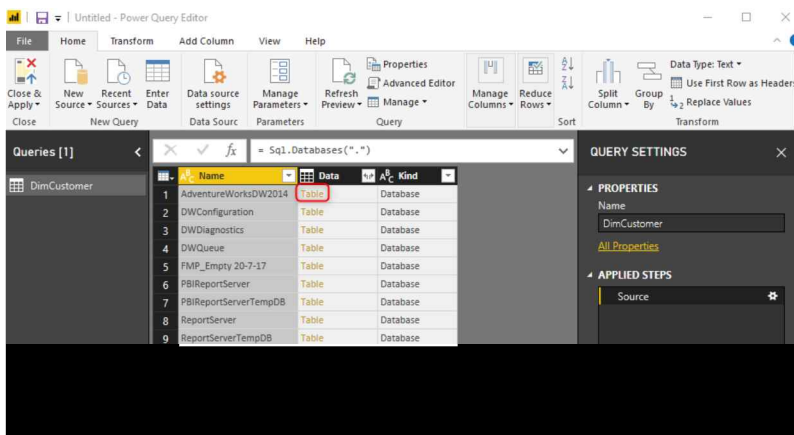 Untitled - Power Query Editor
File Home Transform Add Column View Help
Close & Apply
New Source
Recent Sources
Enter Data
Data source settings
Manage Parameters
Refresh Preview
Properties
Advanced Editor
Manage
Manage Columns
Reduce Rows
Split Column
Group By
Data Type: Text
Use First Row as Headers
Replace Values
Close New Query Data Sourc Parameters Query Sort Transform
Queries [1]
DimCustomer
fx = Sql.Databases(".")
Name Data Kind
1 AdventureWorksDW2014 Table Database
2 DWConfiguration Table Database
3 DWDiagnostics Table Database
4 DWQueue Table Database
5 FMP_Empty 20-7-17 Table Database
6 PBIReportServer Table Database
7 PBIReportServerTempDB Table Database
8 ReportServer Table Database
9 ReportServerTempDB Table Database
QUERY SETTINGS
PROPERTIES
Name
DimCustomer
All Properties
APPLIED STEPS
Source